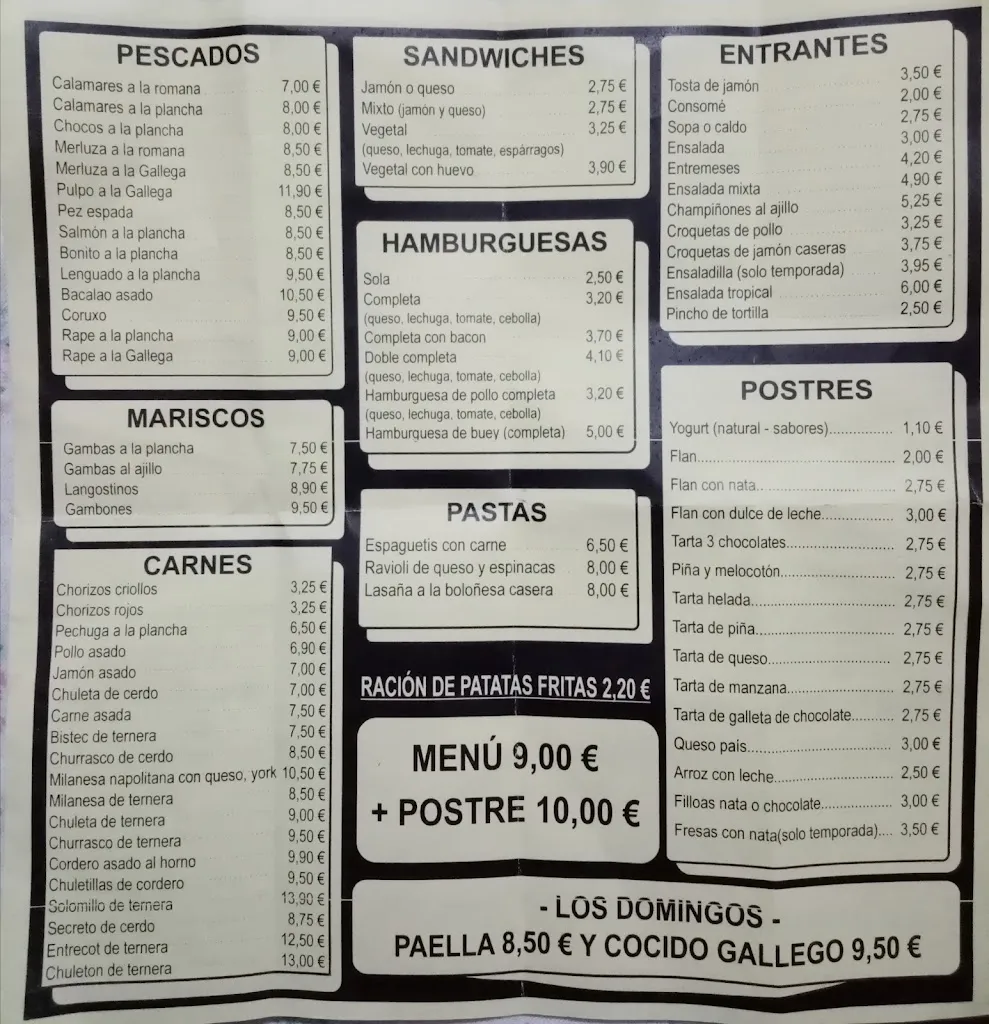 PESCADOS
Calamares a la romana 7,00 €
Calamares a la plancha 8,00 €
Chocos a la plancha 8,00 €
Merluza a la romana 8,50 €
Merluza a la Gallega 8,50 €
Pulpo a la Gallega 11,90 €
Pez espada 8,50 €
Salmón a la plancha 8,50 €
Bonito a la plancha 8,50 €
Lenguado a la plancha 9,50 €
Bacalao asado 10,50 €
Coruxo 9,50 €
Rape a la plancha 9,00 €
Rape a la Gallega 9,00 €
MARISCOS
Gambas a la plancha 7,50 €
Gambas al ajillo 7,75 €
Langostinos 8,90 €
Gambones 9,50 €
CARNES
Chorizos criollos 3,25 €
Chorizos rojos 3,25 €
Pechuga a la plancha 6,50 €
Pollo asado 6,90 €
Jamón asado 7,00 €
Chuleta de cerdo 7,00 €
Carne asada 7,50 €
Bistec de ternera 7,50 €
Churrasco de cerdo 8,50 €
Milanesa napolitana con queso, york 10,50 €
Milanesa de ternera 8,50 €
Chuleta de ternera 9,00 €
Churrasco de ternera 9,50 €
Cordero asado al horno 9,90 €
Chuletillas de cordero 9,50 €
Solomillo de ternera 13,90 €
Secreto de cerdo 8,75 €
Entrecot de ternera 12,50 €
Chuleton de ternera 13,00 €
SANDWICHES
Jamón o queso 2,75 €
Mixto (jamón y queso) 2,75 €
Vegetal 3,25 €
(queso, lechuga, tomate, espárragos)
Vegetal con huevo 3,90 €
HAMBURGUESAS
Sola 2,50 €
Completa 3,20 €
(queso, lechuga, tomate, cebolla)
Completa con bacon 3,70 €
Doble completa 4,10 €
(queso, lechuga, tomate, cebolla)
Hamburguesa de pollo completa 3,20 €
(queso, lechuga, tomate, cebolla)
Hamburguesa de buey (completa) 5,00 €
PASTAS
Espaguetis con carne 6,50 €
Ravioli de queso y espinacas 8,00 €
Lasaña a la boloñesa casera 8,00 €
RACIÓN DE PATATAS FRITAS 2,20 €
MENÚ 9,00 €
+ POSTRE 10,00 €
ENTRANTES
Tosta de jamón 3,50 €
Consomé 2,00 €
Sopa o caldo 2,75 €
Ensalada 3,00 €
Entremeses 4,20 €
Ensalada mixta 4,90 €
Champiñones al ajillo 5,25 €
Croquetas de pollo 3,25 €
Croquetas de jamón caseras 3,75 €
Ensaladilla (solo temporada) 3,95 €
Ensalada tropical 6,00 €
Pincho de tortilla 2,50 €
POSTRES
Yogurt (natural - sabores) 1,10 €
Flan 2,00 €
Flan con nata 2,75 €
Flan con dulce de leche 3,00 €
Tarta 3 chocolates 2,75 €
Piña y melocotón 2,75 €
Tarta helada 2,75 €
Tarta de piña 2,75 €
Tarta de queso 2,75 €
Tarta de manzana 2,75 €
Tarta de galleta de chocolate 2,75 €
Queso pais 3,00 €
Arroz con leche 2,50 €
Filloas nata o chocolate 3,00 €
Fresas con nata(solo temporada) 3,50 €
- LOS DOMINGOS -
PAELLA 8,50 € Y COCIDO GALLEGO 9,50 €